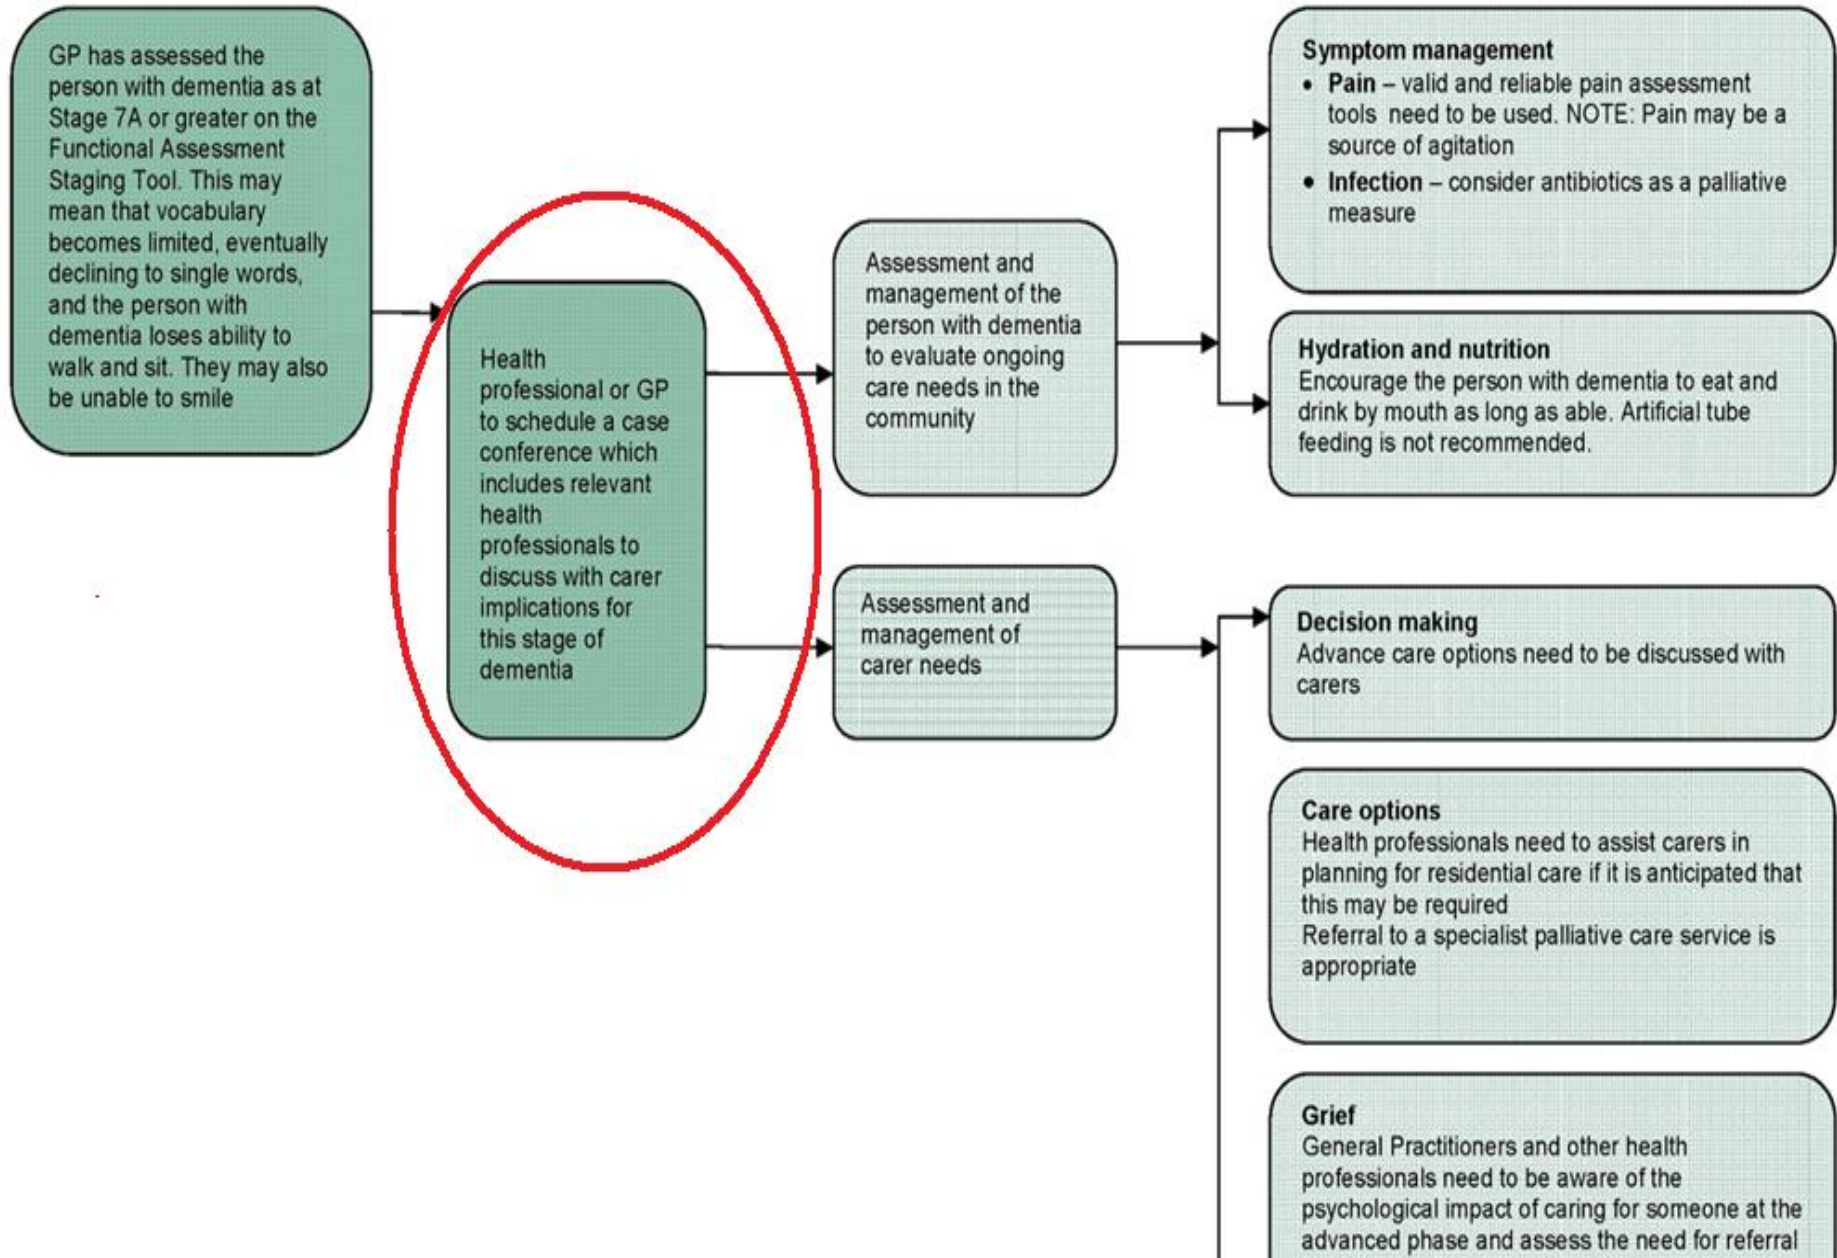 GP has assessed the
person with dementia as at
Stage 7A or greater on the
Functional Assessment
Staging Tool. This may
mean that vocabulary
becomes limited, eventually
declining to single words,
and the person with
dementia loses ability to
walk and sit. They may also
be unable to smile
Health
professional or GP
to schedule a case
conference which
includes relevant
health
professionals to
discuss with carer
implications for
this stage of
dementia
Assessment and
management of the
person with dementia
to evaluate ongoing
care needs in the
community
Assessment and
management of
carer needs
Symptom management
• Pain – valid and reliable pain assessment
tools need to be used. NOTE: Pain may be a
source of agitation
• Infection – consider antibiotics as a palliative
measure
Hydration and nutrition
Encourage the person with dementia to eat and
drink by mouth as long as able. Artificial tube
feeding is not recommended.
Decision making
Advance care options need to be discussed with
carers
Care options
Health professionals need to assist carers in
planning for residential care if it is anticipated that
this may be required
Referral to a specialist palliative care service is
appropriate
Grief
General Practitioners and other health
professionals need to be aware of the
psychological impact of caring for someone at the
advanced phase and assess the need for referral